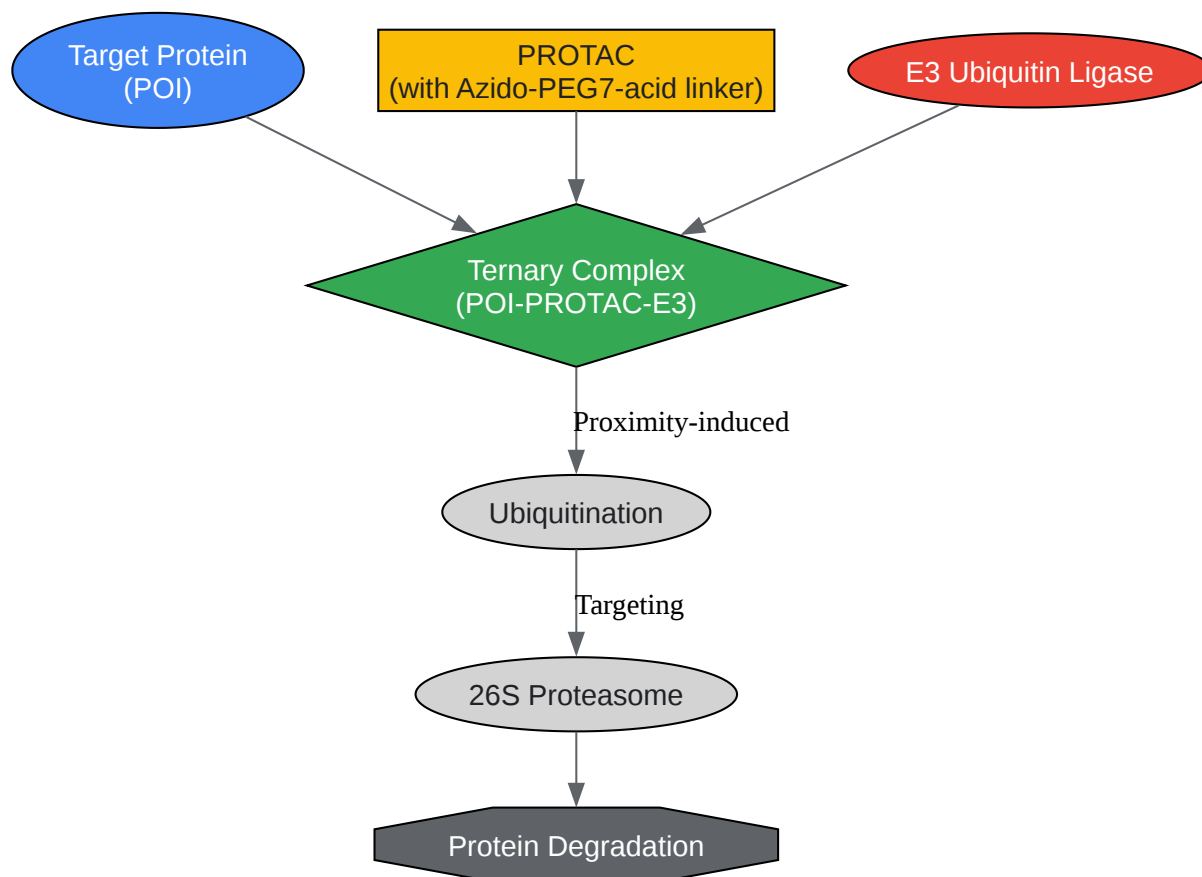 Target Protein
(POI)
PROTAC
(with Azido-PEG7-acid linker)
E3 Ubiquitin Ligase
Ternary Complex
(POI-PROTAC-E3)
Proximity-induced
Ubiquitination
Targeting
26S Proteasome
Protein Degradation